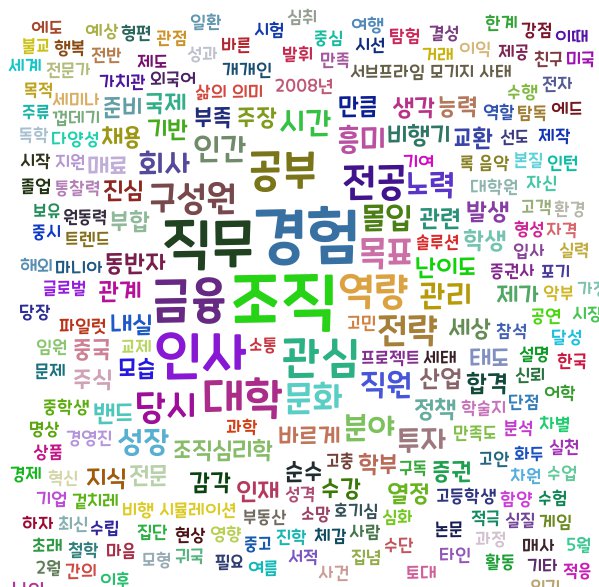 에도 예상 형편 일환 심취 여행 탐험 한계 강점 이때
불교 행복 전반 관점 시험 중심 시선 결성
세계 전문가 제도 성과 바른 발휘 만족 거래 이익 제공 친구 미국
가치관 외국어 개개인 2008년 서브프라임 모기지 사태
목적 세미나 삶의 의미 수행 전자
주류 껍데기 준비 국제 부족 주장 시간 만큼 생각 능력 역할 탐독 에드
독학 다양성 채용 기반 인간 흥미 비행기 교환 선도 제작
시작 지원 매료 회사 공부 기여 록 음악 본질 인턴
졸업 통찰력 진심 구성원 전공 노력 대학원 자신
보유 원동력 부합 직무 경험 몰입 관련 발생 고객 환경
중시 트렌드 목표 솔루션 학생 형성 자격
해외 마니아 동반자 난이도 입사 실력
증권사 포기
글로벌 관계 금융 조직 역량 관리 제가 악부
당장 공연
파일럿 내실 고민 전략 세상 참석
임원 중국 교제 인사 소통 관심 프로젝트 세태 태도 설명 달성
문제 주식 모습 직원 산업 합격 신뢰 한국
중학생 밴드 당시 대학 문화 정책 학술지 단점 어학
명상 경영진 성장 과학 바르게 분야 투자 만족도 분석 차별
상품 조직심리학 고안 화두 실천
경제 혁신 지식 전문 감각 순수 고충 학부 구독 증권 차원 수업
기업 겉치레 인재 성격 수강 열정 고등학생 함양 수험
비행 시뮬레이션 부동산 소망 호기심 심화
하자 최신 수립 집단 현상 영향 체감 사람 논문 적극 실질 게임
초래 철학 마음 중고 진학 수단 과정 매사 5월
2월 간의 모형 귀국 필요 여름 서적 집념 타인 활동 기타 적응
이후 사건 토대